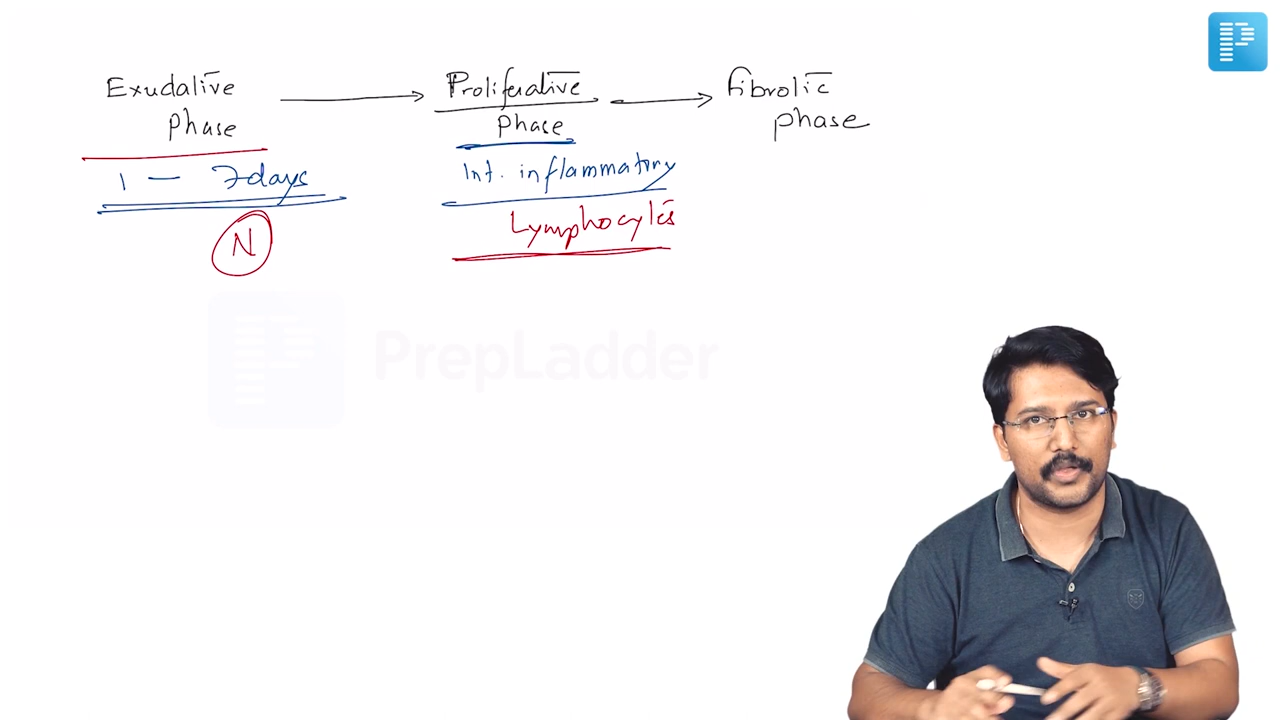 Exudative
phase
1 - 7days
N
Proliferative
phase
Int. inflammatory
Lymphocytes
Fibrotic
phase
PrepLadder